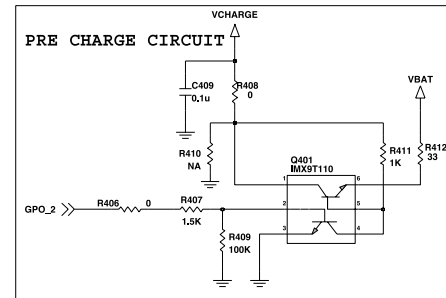 VCHARGE
PRE CHARGE CIRCUIT
C409
0.1u
R408
0
VBAT
R410
NA
Q401
IMX9T110
R411
1K
R412
33
1
6
GPO_2
R406
0
R407
1.5K
2
5
R409
100K
3
4